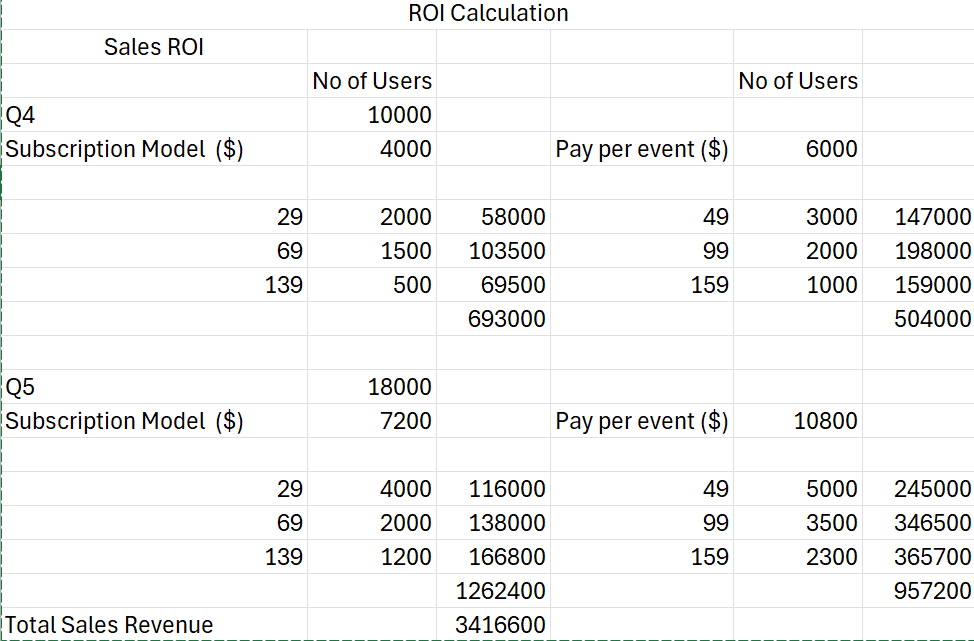 ROI Calculation
Sales ROI
No of Users No of Users
Q4 10000
Subscription Model ($) 4000 Pay per event ($) 6000
29 2000 58000 49 3000 147000
69 1500 103500 99 2000 198000
139 500 69500 159 1000 159000
693000 504000
Q5 18000
Subscription Model ($) 7200 Pay per event ($) 10800
29 4000 116000 49 5000 245000
69 2000 138000 99 3500 346500
139 1200 166800 159 2300 365700
1262400 957200
Total Sales Revenue 3416600